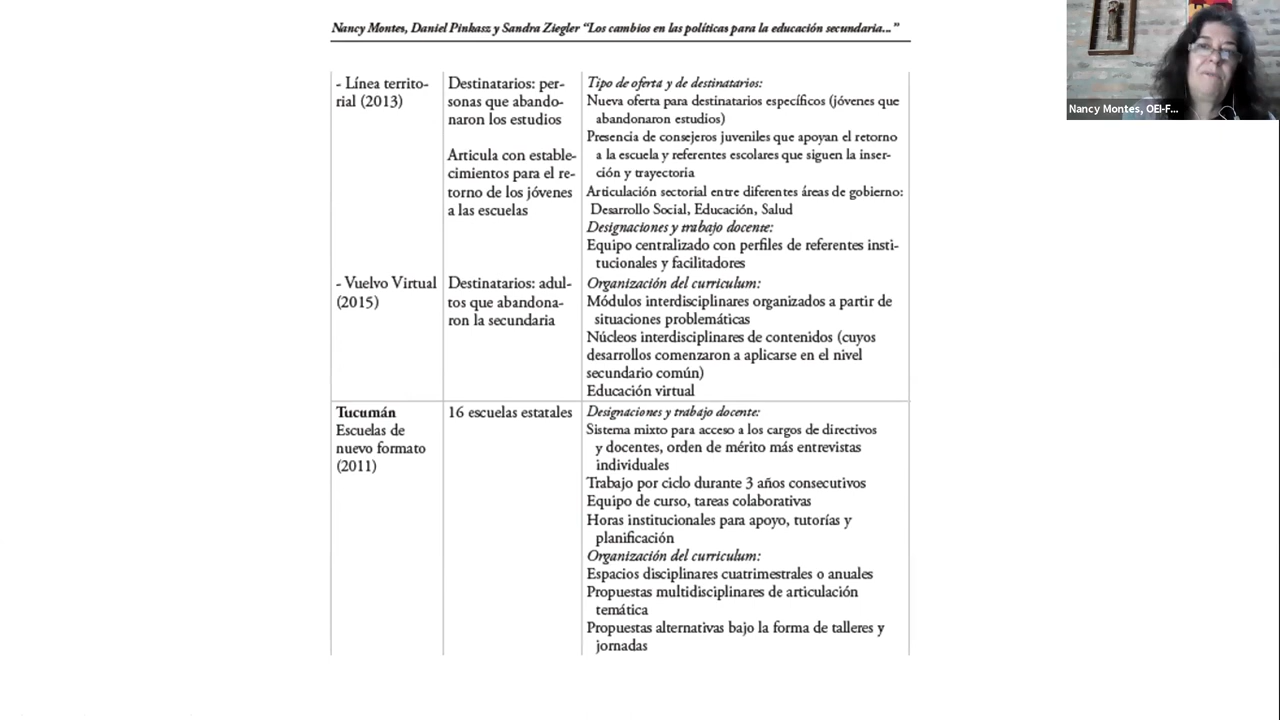 Nancy Montes, Daniel Pinkasz y Sandra Ziegler “Los cambios en las políticas para la educación secundaria...”
- Línea territo-
rial (2013)
Destinatarios: per-
sonas que abando-
naron los estudios
Articula con estable-
cimientos para el re-
torno de los jóvenes
a las escuelas
Tipo de oferta y de destinatarios:
Nueva oferta para destinatarios específicos (jóvenes que
abandonaron estudios)
Presencia de consejeros juveniles que apoyan el retorno
a la escuela y referentes escolares que siguen la inser-
ción y trayectoria
Articulación sectorial entre diferentes áreas de gobierno:
Desarrollo Social, Educación, Salud
Designaciones y trabajo docente:
Equipo centralizado con perfiles de referentes insti-
tucionales y facilitadores
- Vuelvo Virtual
(2015)
Destinatarios: adul-
tos que abandona-
ron la secundaria
Organización del curriculum:
Módulos interdisciplinares organizados a partir de
situaciones problemáticas
Núcleos interdisciplinares de contenidos (cuyos
desarrollos comenzaron a aplicarse en el nivel
secundario común)
Educación virtual
Tucumán
Escuelas de
nuevo formato
(2011)
16 escuelas estatales
Designaciones y trabajo docente:
Sistema mixto para acceso a los cargos de directivos
y docentes, orden de mérito más entrevistas
individuales
Trabajo por ciclo durante 3 años consecutivos
Equipo de curso, tareas colaborativas
Horas institucionales para apoyo, tutorías y
planificación
Organización del curriculum:
Espacios disciplinares cuatrimestrales o anuales
Propuestas multidisciplinares de articulación
temática
Propuestas alternativas bajo la forma de talleres y
jornadas
Nancy Montes, OEI-F...